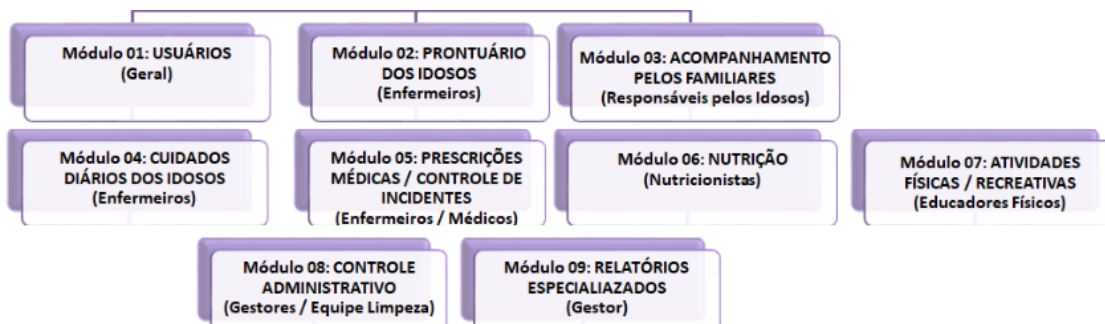 Módulo 01: USUÁRIOS
(Geral)
Módulo 02: PRONTUÁRIO
DOS IDOSOS
(Enfermeiros)
Módulo 03: ACOMPANHAMENTO
PELOS FAMILIARES
(Responsáveis pelos Idosos)
Módulo 04: CUIDADOS
DIÁRIOS DOS IDOSOS
(Enfermeiros)
Módulo 05: PRESCRIÇÕES
MÉDICAS / CONTROLE DE
INCIDENTES
(Enfermeiros / Médicos)
Módulo 06: NUTRIÇÃO
(Nutricionistas)
Módulo 07: ATIVIDADES
FÍSICAS / RECREATIVAS
(Educadores Físicos)
Módulo 08: CONTROLE
ADMINISTRATIVO
(Gestores / Equipe Limpeza)
Módulo 09: RELATÓRIOS
ESPECIALIAZADOS
(Gestor)